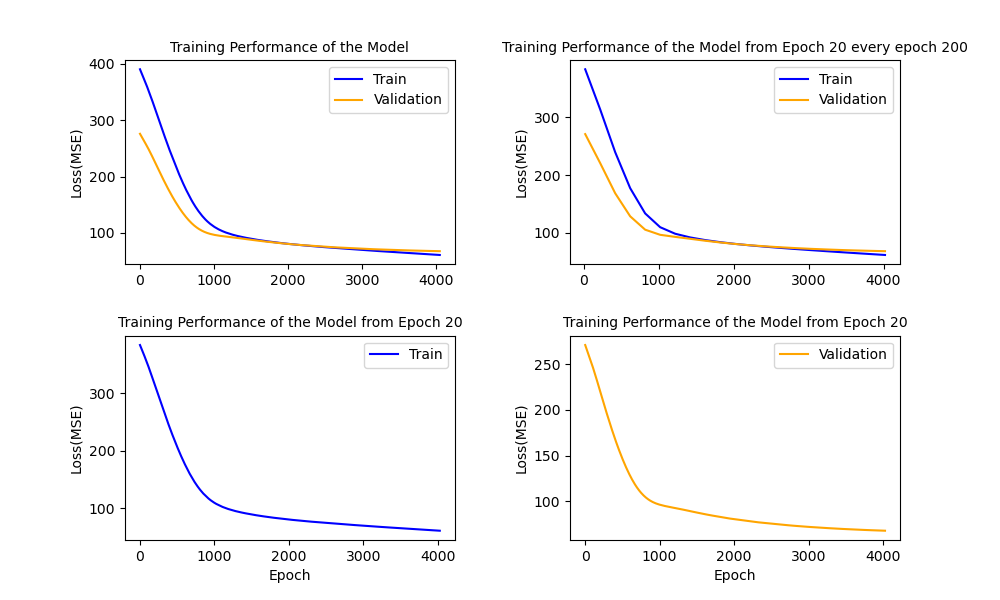 Training Performance of the Model
400
300
200
100
Loss(MSE)
Train
Validation
0 1000 2000 3000 4000
Training Performance of the Model from Epoch 20 every epoch 200
300
200
100
Loss(MSE)
Train
Validation
0 1000 2000 3000 4000
Training Performance of the Model from Epoch 20
300
200
100
Loss(MSE)
Train
0 1000 2000 3000 4000
Epoch
Training Performance of the Model from Epoch 20
250
200
150
100
Loss(MSE)
Validation
0 1000 2000 3000 4000
Epoch